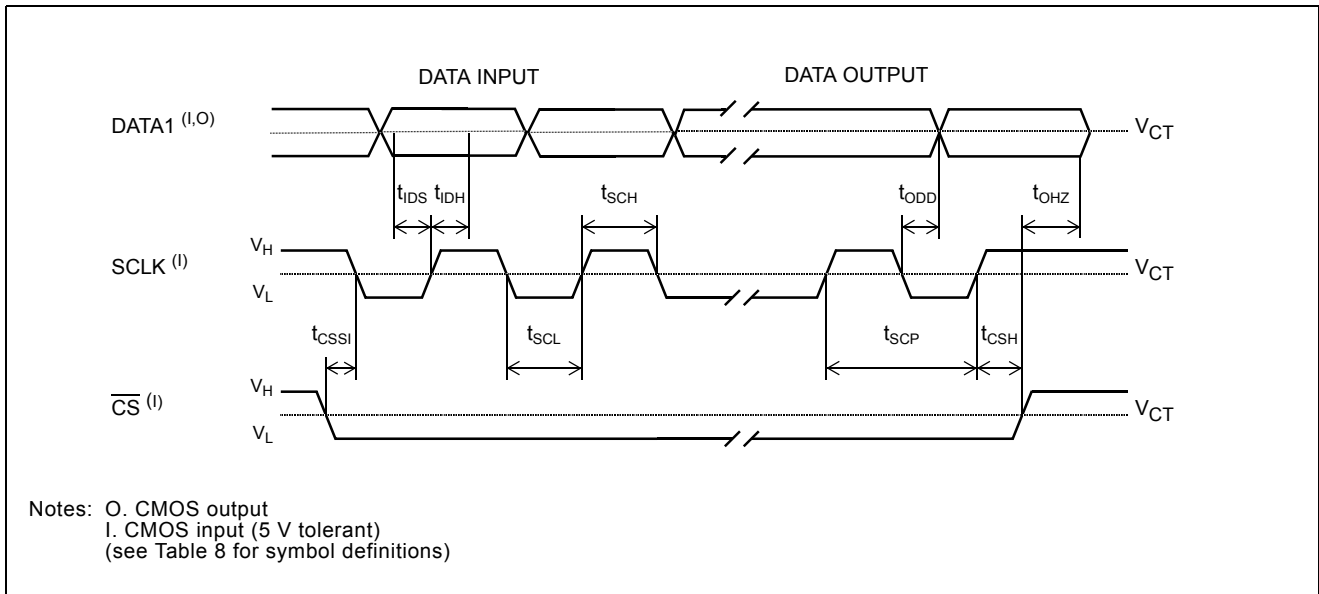 DATA INPUT DATA OUTPUT
DATA1 (I,O) VCT
tIDS tIDH tSCH tODD tOHZ
VH
SCLK (I) VCT
VL
tCSSI tSCL tSCP tCSH
VH
CS (I) VCT
VL
Notes: O. CMOS output
I. CMOS input (5 V tolerant)
(see Table 8 for symbol definitions)